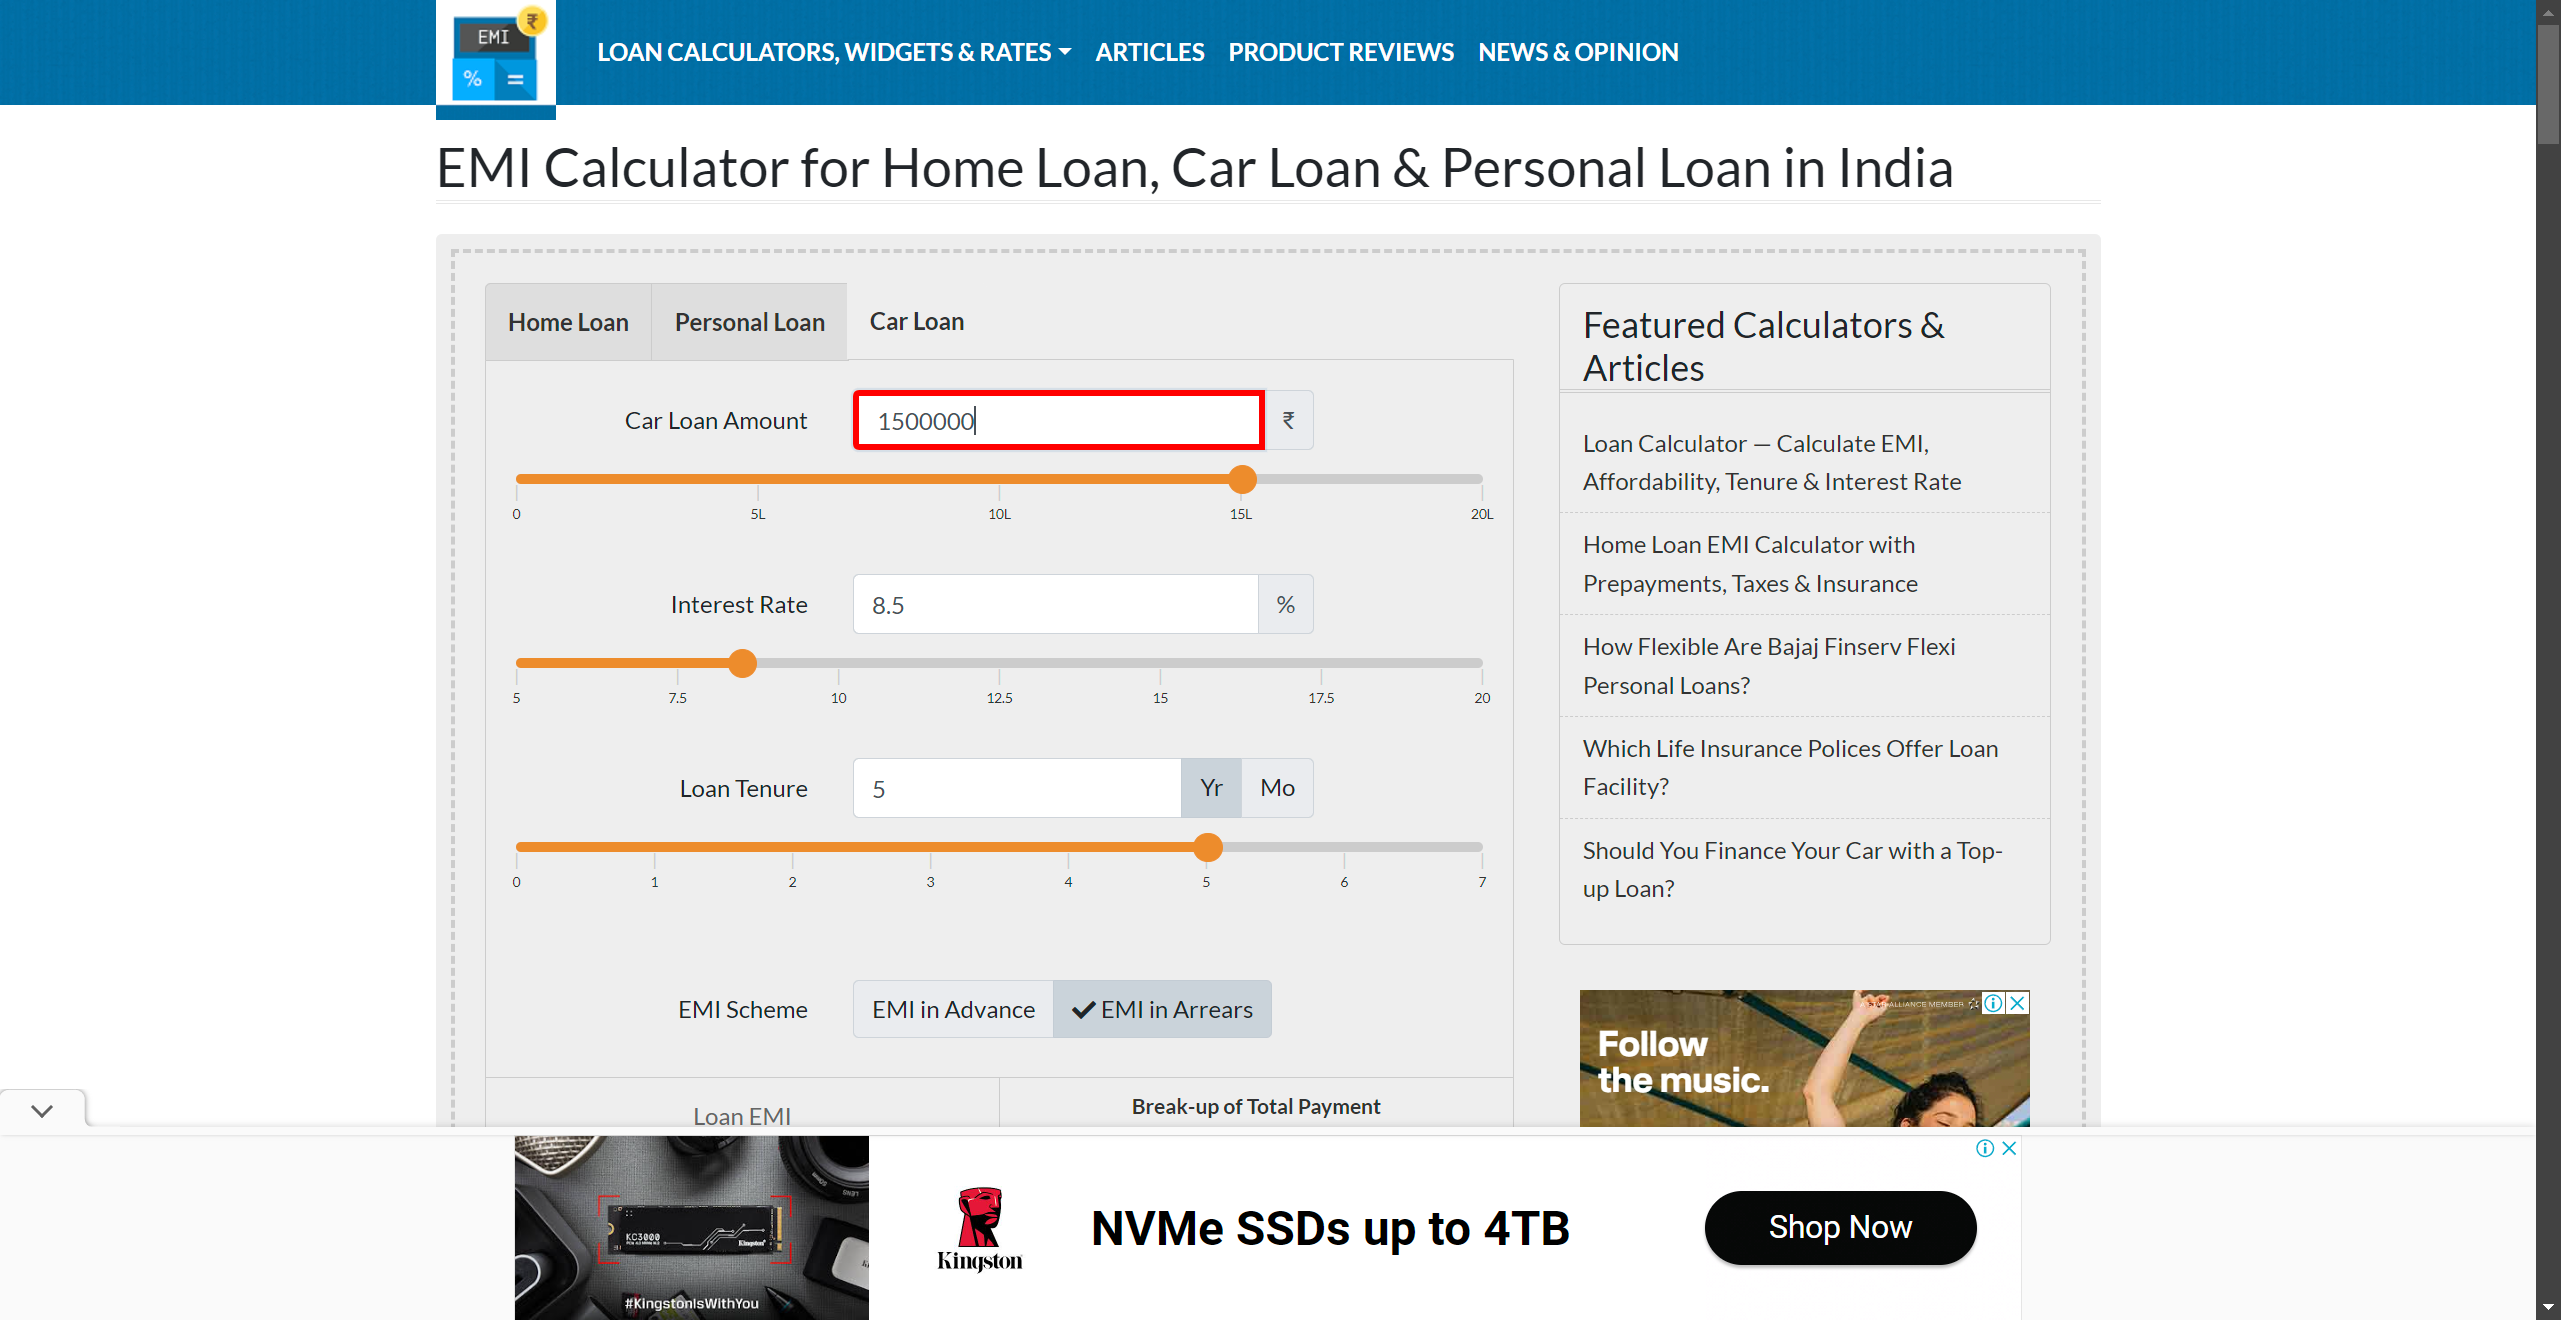 EMI
₹
%
=
LOAN CALCULATORS, WIDGETS & RATES
ARTICLES
PRODUCT REVIEWS
NEWS & OPINION
EMI Calculator for Home Loan, Car Loan & Personal Loan in India
Home Loan
Personal Loan
Car Loan
Car Loan Amount
1500000
₹
0
5L
10L
15L
20L
Interest Rate
8.5
%
5
7.5
10
12.5
15
17.5
20
Loan Tenure
5
Yr
Mo
0
1
2
3
4
5
6
7
EMI Scheme
EMI in Advance
EMI in Arrears
Loan EMI
Break-up of Total Payment
Featured Calculators &
Articles
Loan Calculator — Calculate EMI,
Affordability, Tenure & Interest Rate
Home Loan EMI Calculator with
Prepayments, Taxes & Insurance
How Flexible Are Bajaj Finserv Flexi
Personal Loans?
Which Life Insurance Polices Offer Loan
Facility?
Should You Finance Your Car with a Top-
up Loan?
A STAR ALLIANCE MEMBER
Follow
the music.
KC3000
Kingston
#KingstonIsWithYou
Kingston
NVMe SSDs up to 4TB
Shop Now